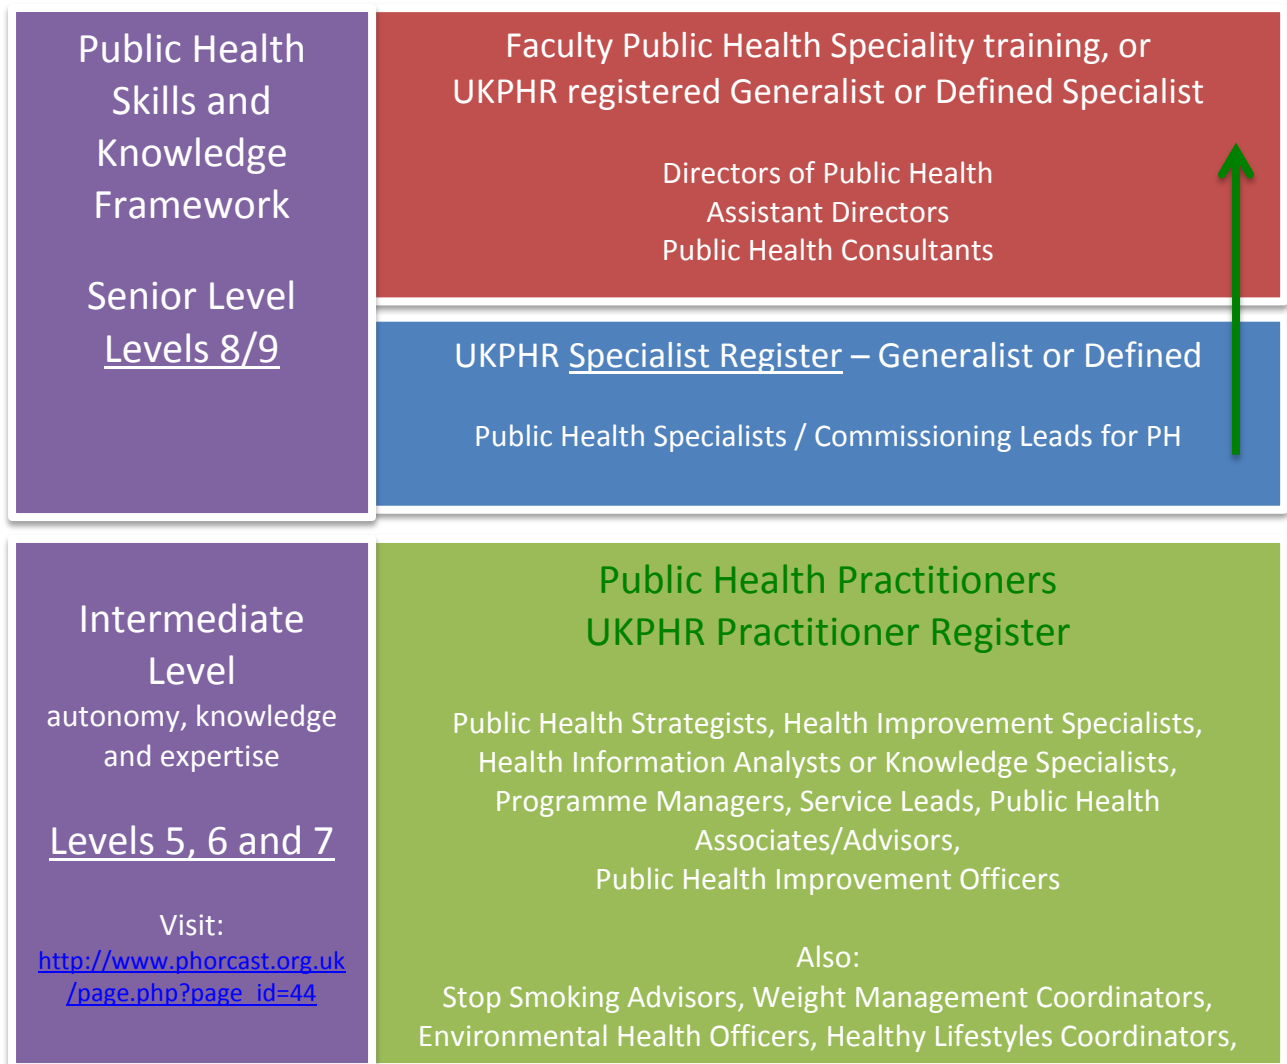 Public Health
Skills and
Knowledge
Framework
Senior Level
Levels 8/9
Faculty Public Health Speciality training, or
UKPHR registered Generalist or Defined Specialist
Directors of Public Health
Assistant Directors
Public Health Consultants
UKPHR Specialist Register – Generalist or Defined
Public Health Specialists / Commissioning Leads for PH
Intermediate
Level
autonomy, knowledge
and expertise
Levels 5, 6 and 7
Visit:
http://www.phorcast.org.uk
/page.php?page_id=44
Public Health Practitioners
UKPHR Practitioner Register
Public Health Strategists, Health Improvement Specialists,
Health Information Analysts or Knowledge Specialists,
Programme Managers, Service Leads, Public Health
Associates/Advisors,
Public Health Improvement Officers
Also:
Stop Smoking Advisors, Weight Management Coordinators,
Environmental Health Officers, Healthy Lifestyles Coordinators,